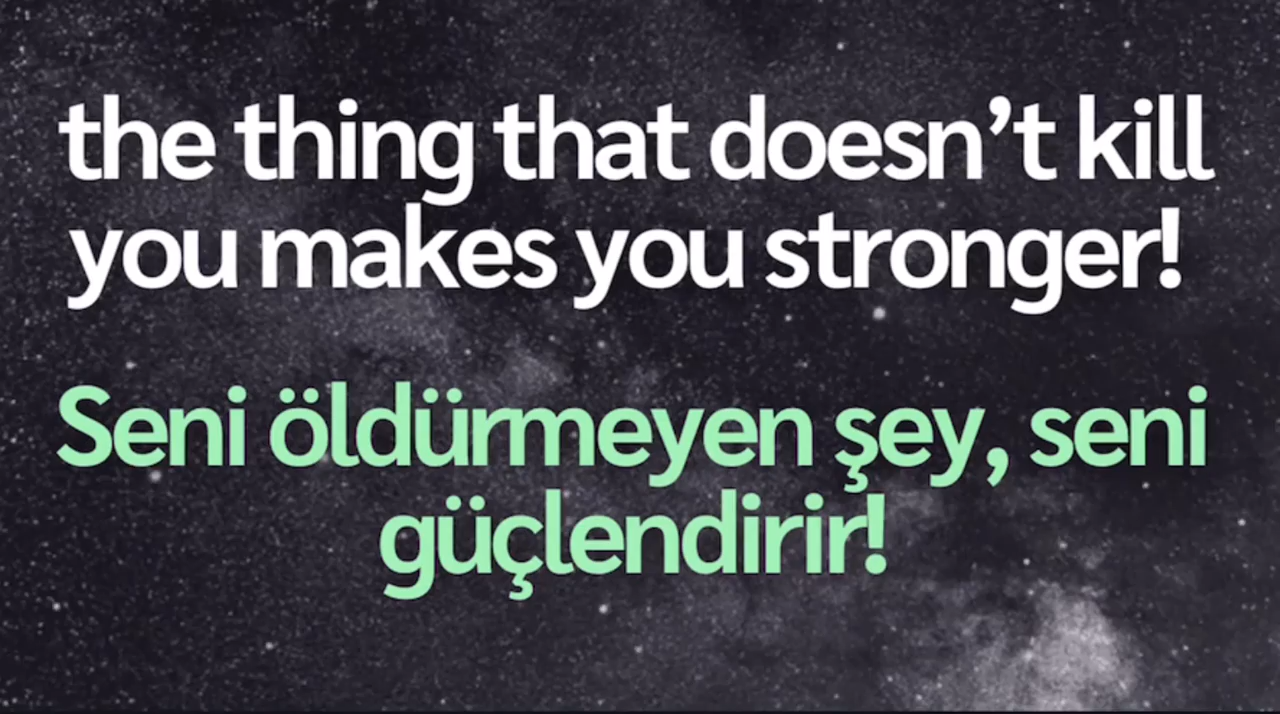 the thing that doesn’t kill
you makes you stronger!
Seni öldürmeyen şey, seni
güçlendirir!